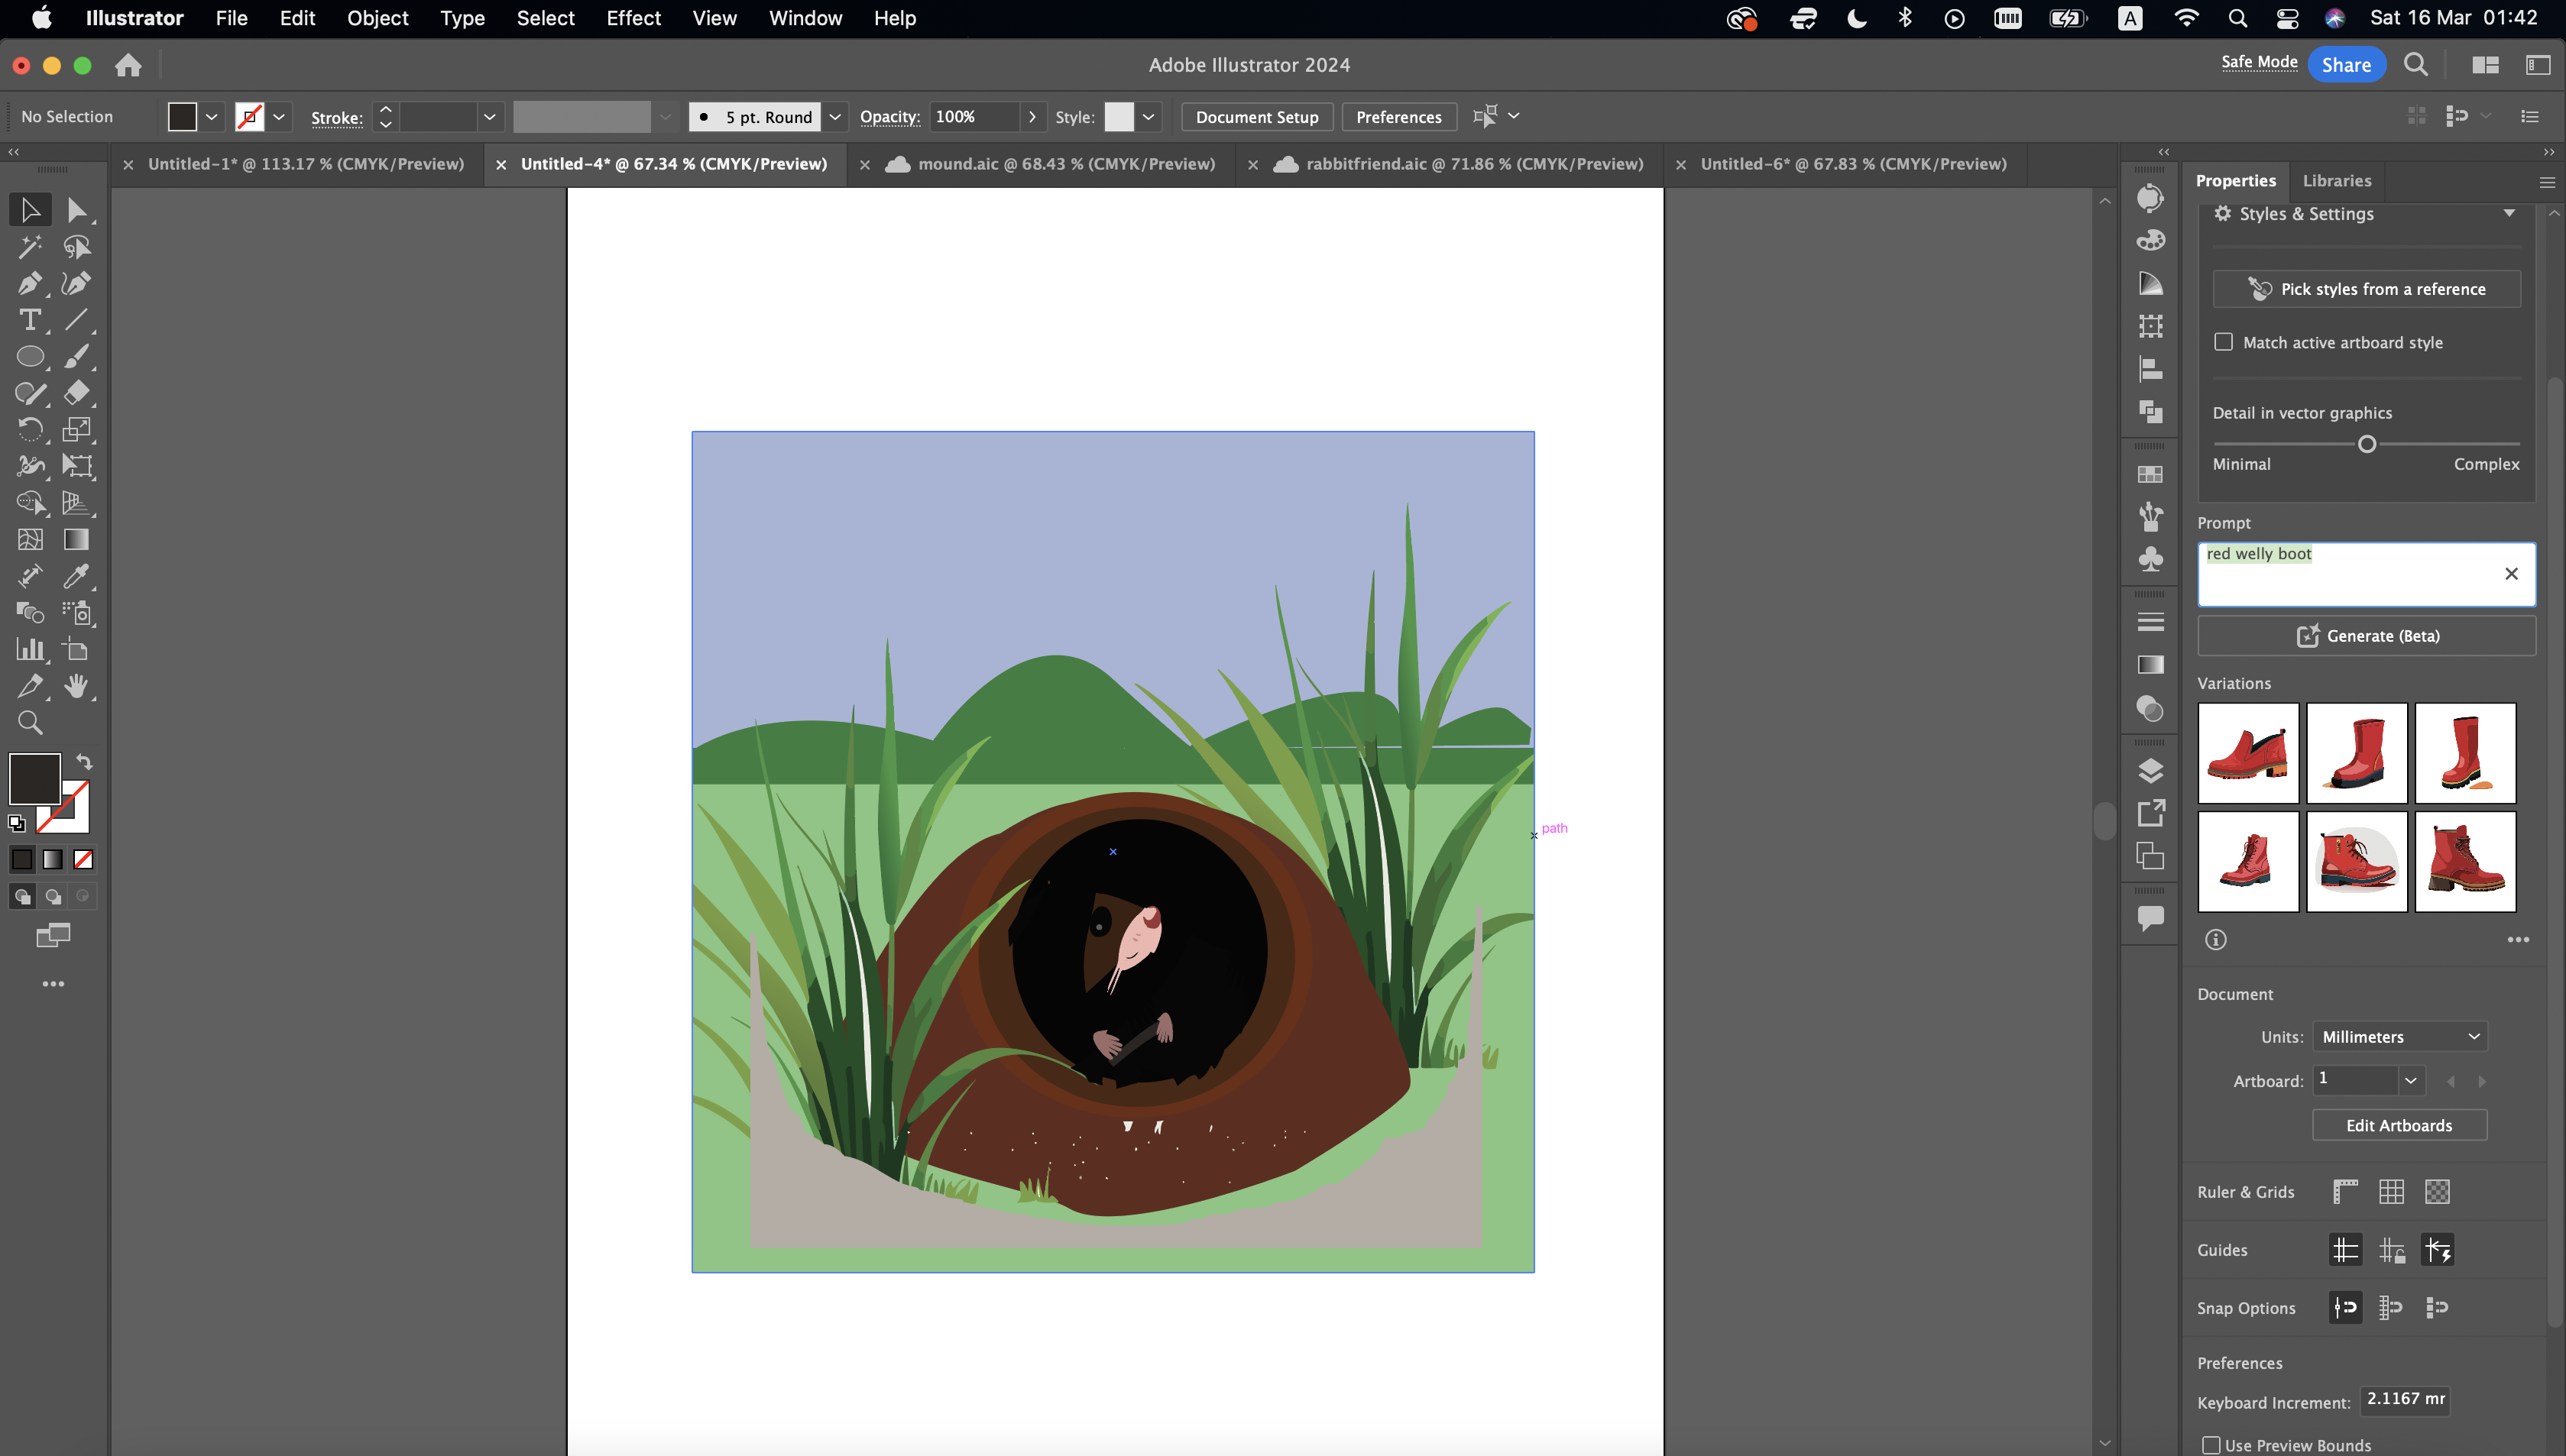 Illustrator File Edit Object Type Select Effect View Window Help A Sat 16 Mar 01:42
Adobe Illustrator 2024 Safe Mode Share
No Selection Stroke: 5 pt. Round Opacity: 100% Style: Document Setup Preferences
Untitled-1* @ 113.17 % (CMYK/Preview) Untitled-4* @ 67.34 % (CMYK/Preview) mound.aic @ 68.43 % (CMYK/Preview) rabbitfriend.aic @ 71.86 % (CMYK/Preview) Untitled-6* @ 67.83 % (CMYK/Preview)
Properties Libraries
Styles & Settings
Pick styles from a reference
Match active artboard style
Detail in vector graphics
Minimal Complex
Prompt
red welly boot
Generate (Beta)
Variations
path
Document
Units: Millimeters
Artboard: 1
Edit Artboards
Ruler & Grids
Guides
Snap Options
Preferences
Keyboard Increment: 2.1167 mr
Use Preview Bounds